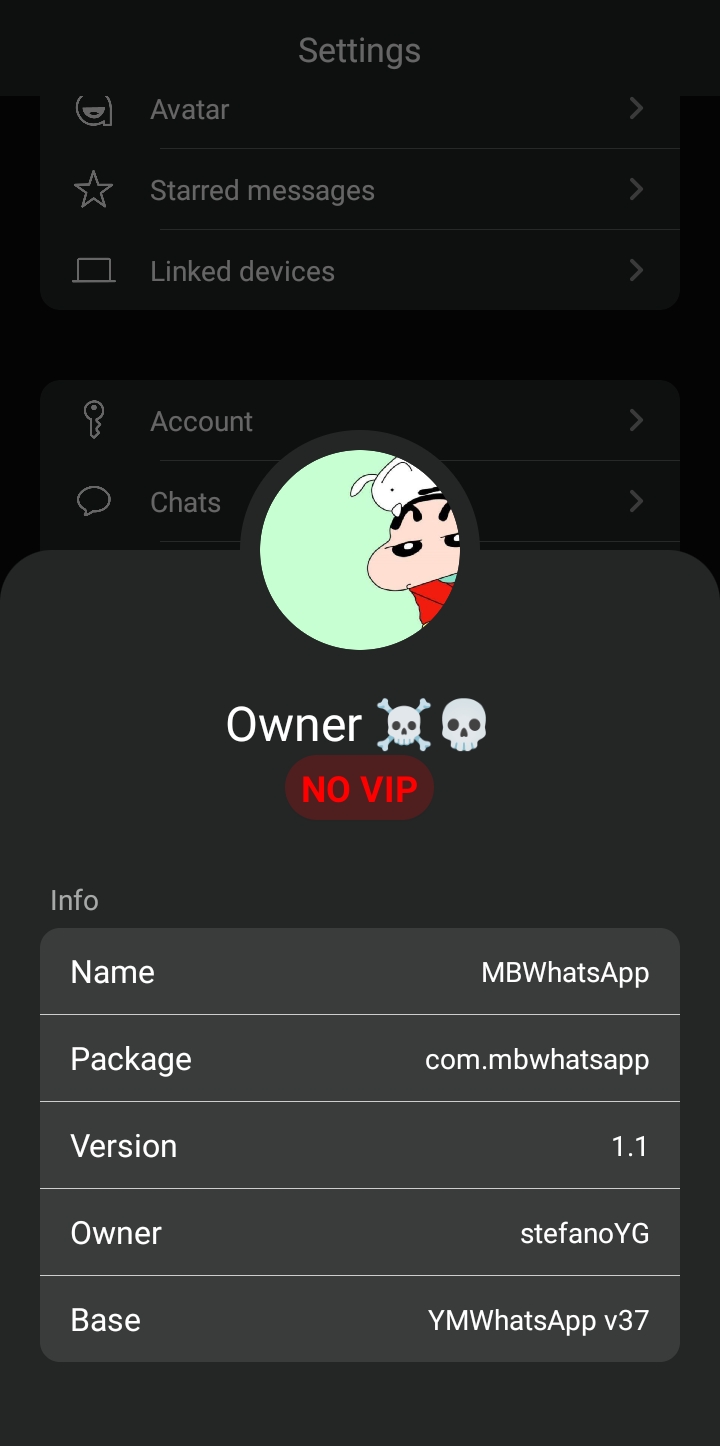 Settings
Avatar
Starred messages
Linked devices
Account
Chats
Owner ☠️💀
NO VIP
Info
Name MBWhatsApp
Package com.mbwhatsapp
Version 1.1
Owner stefanoYG
Base YMWhatsApp v37